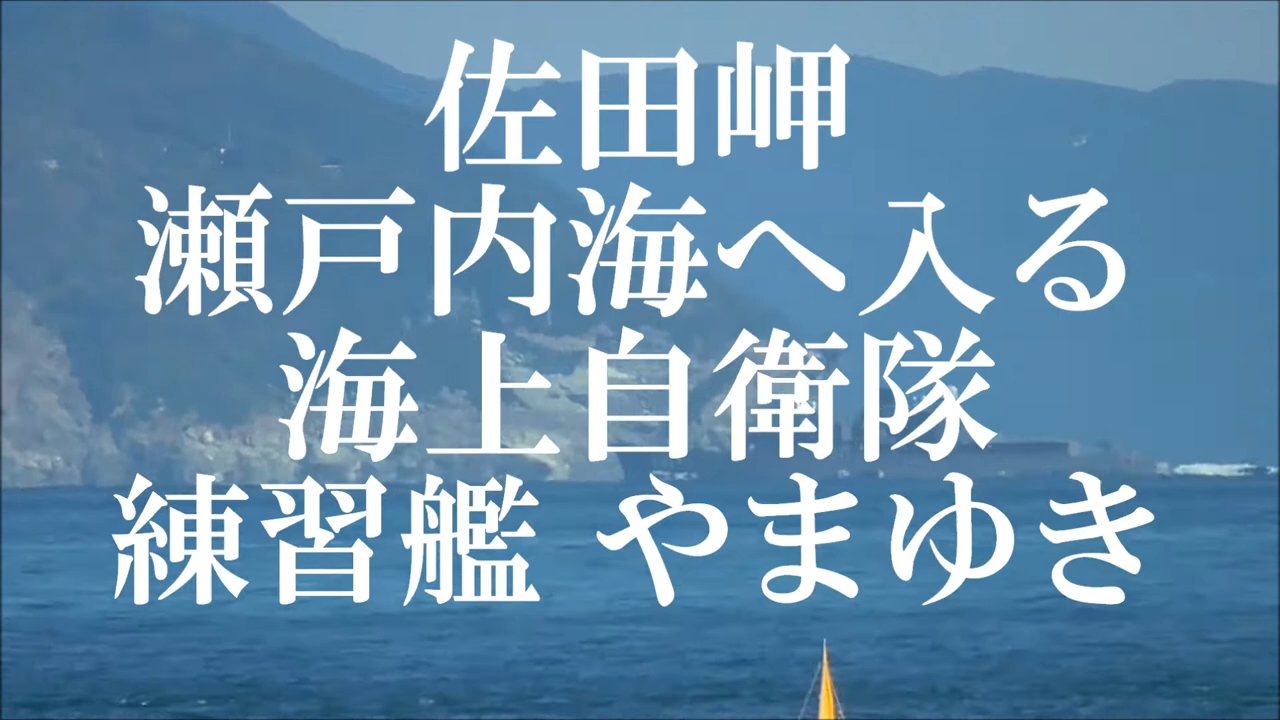 佐田岬
瀬戸内海へ入る
海上自衛隊
練習艦 やまゆき